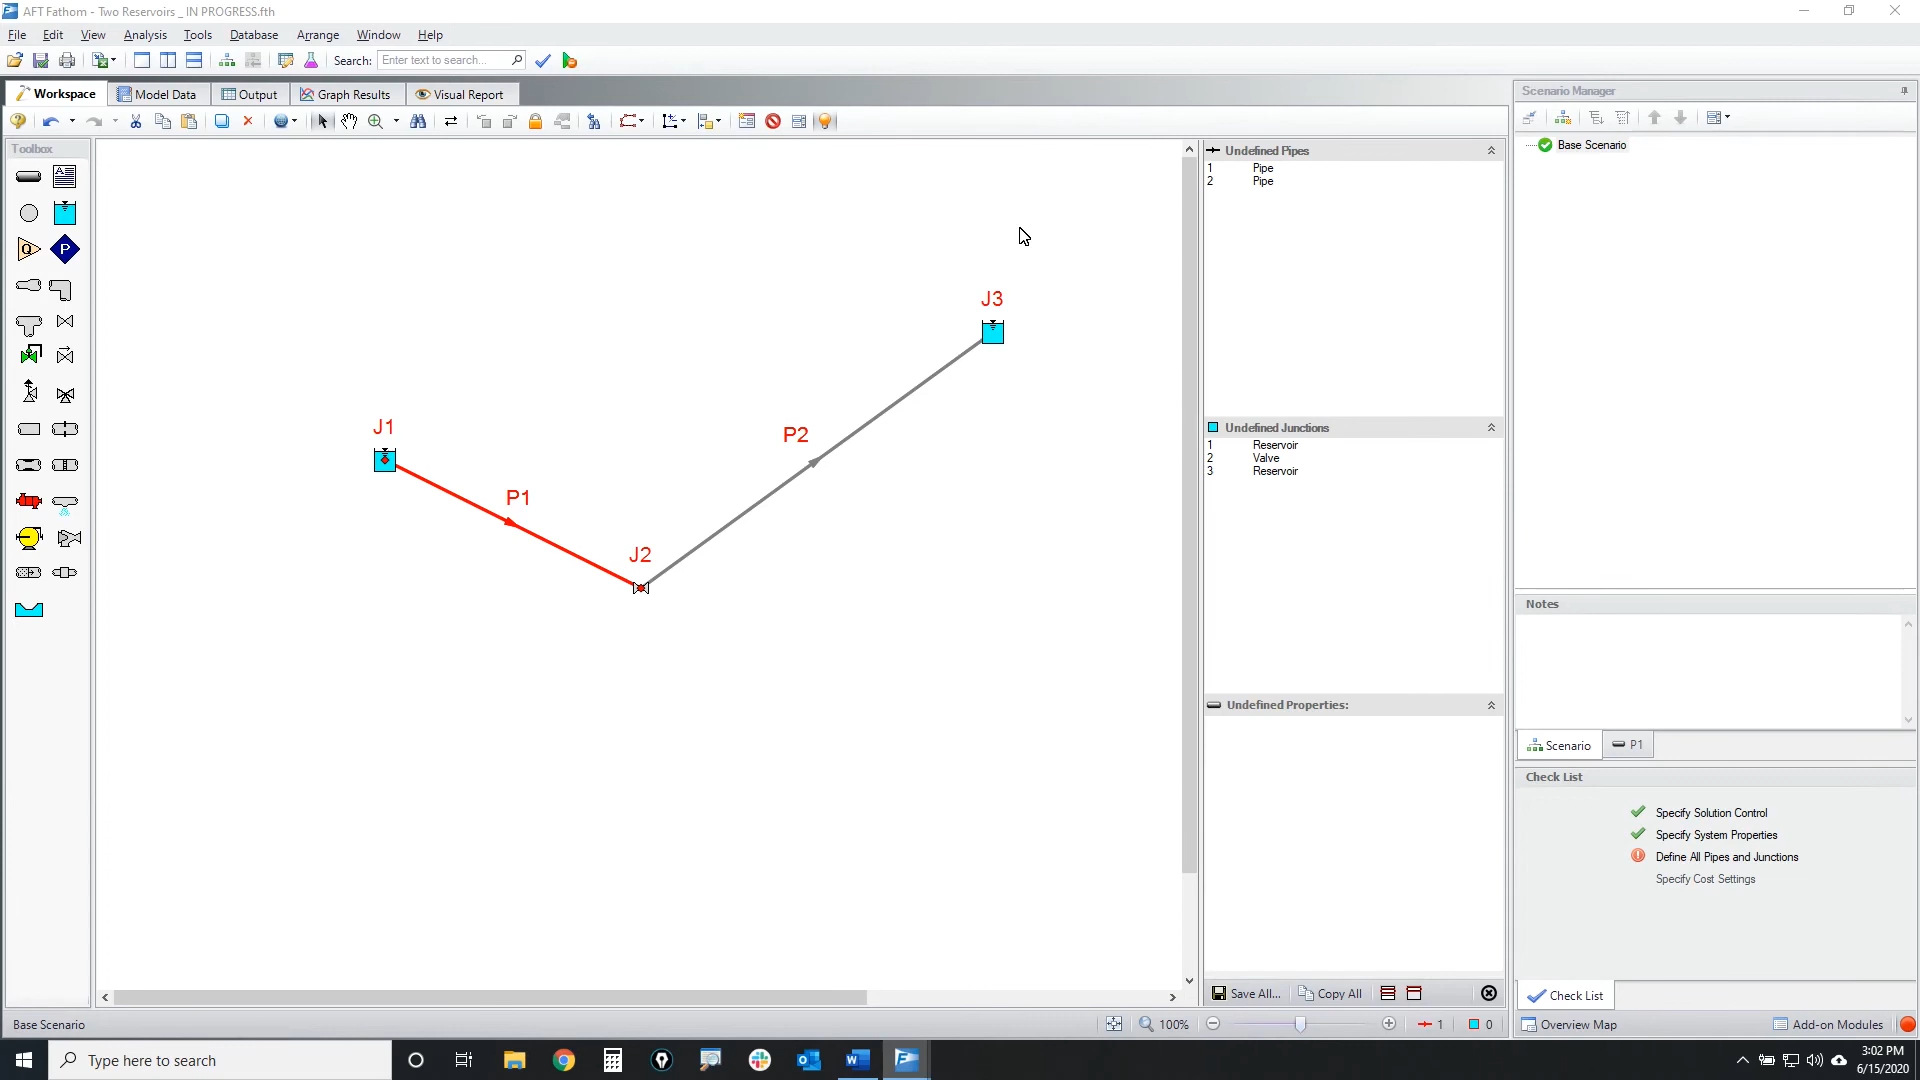 AFT Fathom - Two Reservoirs _ IN PROGRESS.fth
File Edit View Analysis Tools Database Arrange Window Help
Search: Enter text to search...
Workspace Model Data Output Graph Results Visual Report
Toolbox
A
Q P
J1
P1
J2
P2
J3
Undefined Pipes
1 Pipe
2 Pipe
Undefined Junctions
1 Reservoir
2 Valve
3 Reservoir
Undefined Properties:
Save All... Copy All
Scenario Manager
Base Scenario
Notes
Scenario P1
Check List
Specify Solution Control
Specify System Properties
Define All Pipes and Junctions
Specify Cost Settings
Check List
Base Scenario 100% 1 0 Overview Map Add-on Modules
Type here to search
3:02 PM
6/15/2020